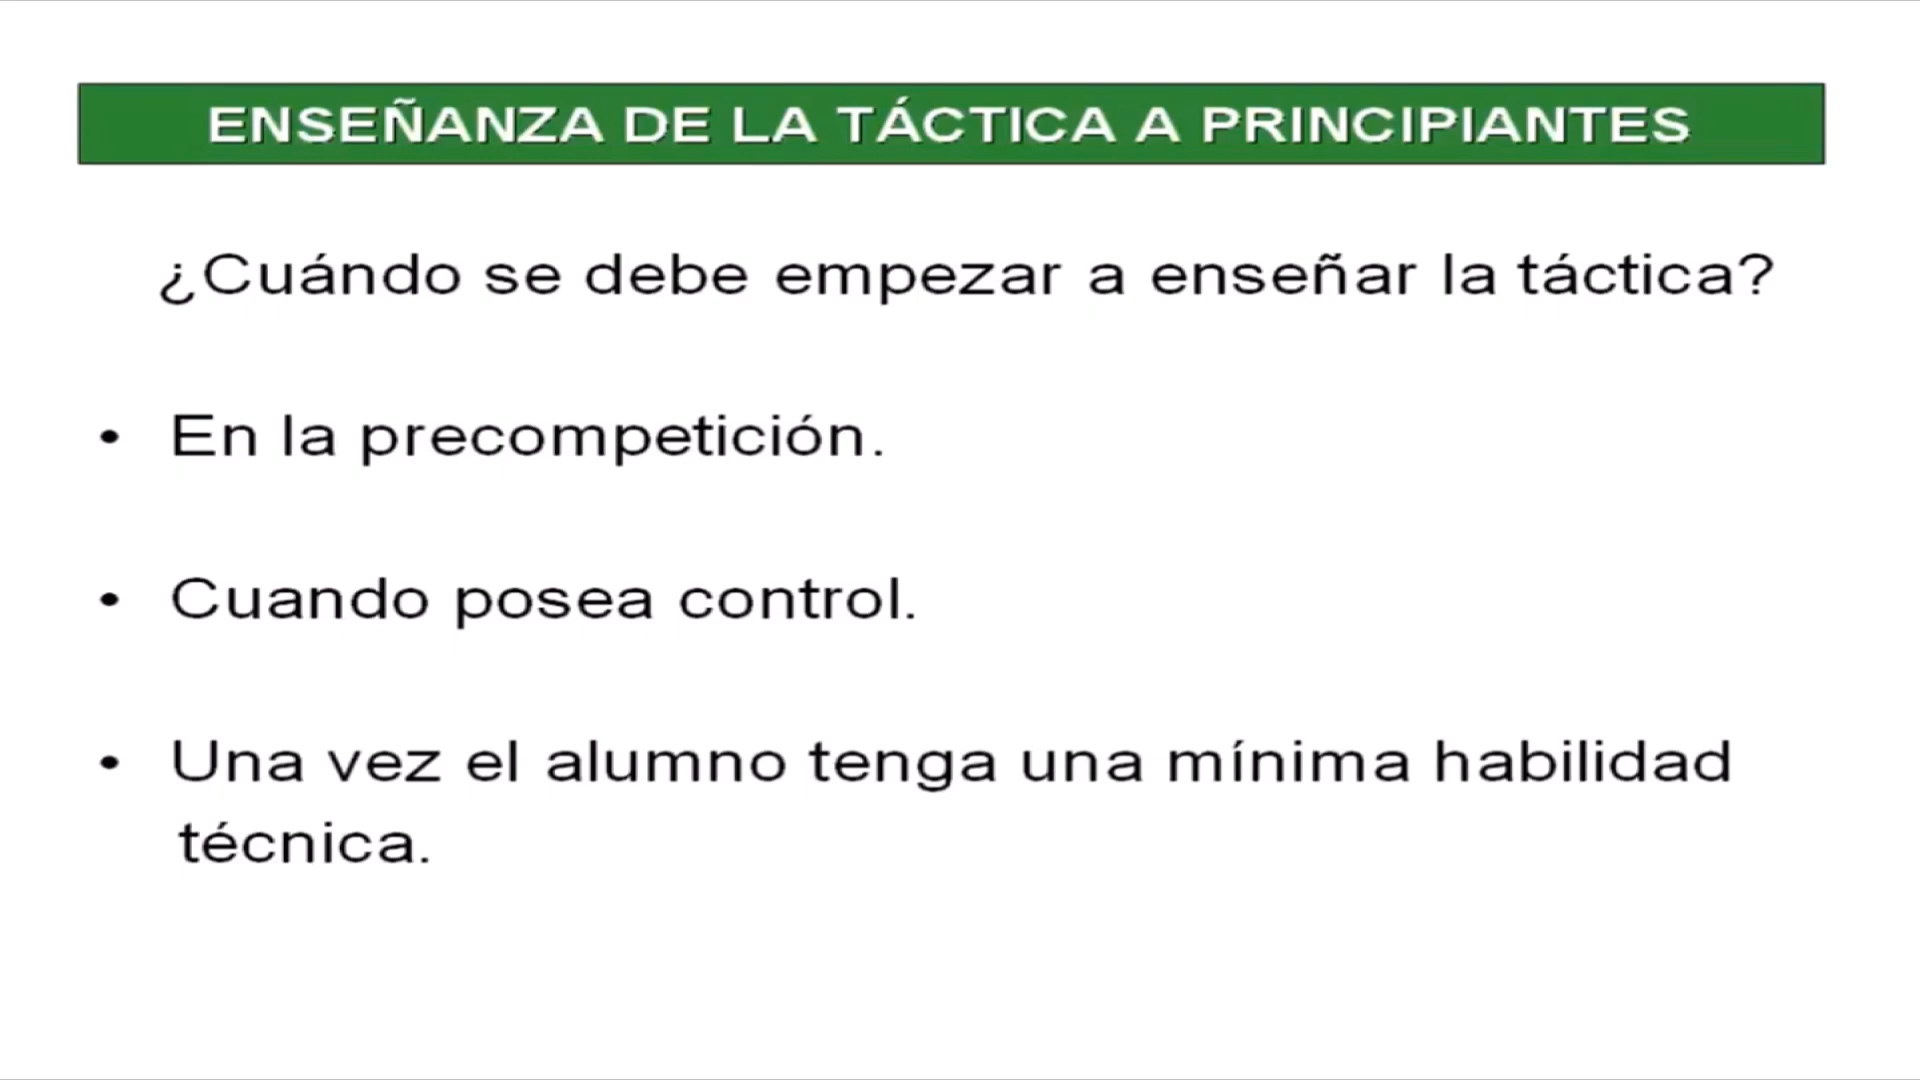 ENSEÑANZA DE LA TÁCTICA A PRINCIPIANTES
¿Cuándo se debe empezar a enseñar la táctica?
• En la precompetición.
• Cuando posea control.
• Una vez el alumno tenga una mínima habilidad
técnica.